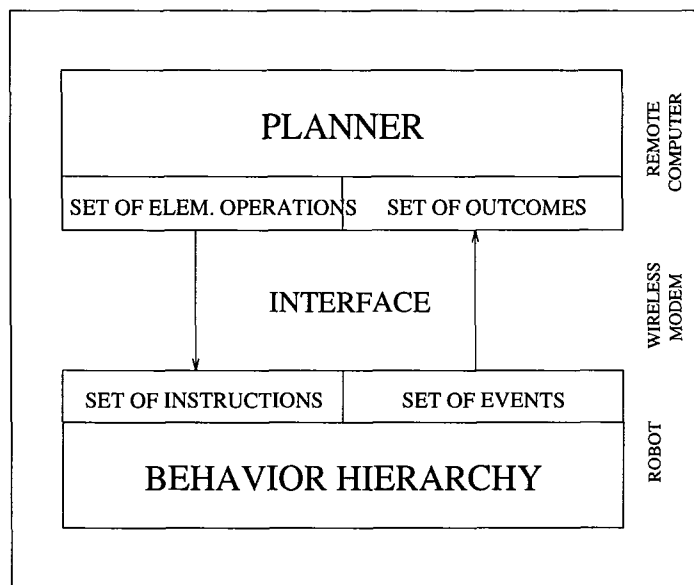 PLANNER
SET OF ELEM. OPERATIONS
SET OF OUTCOMES
REMOTE
COMPUTER
INTERFACE
WIRELESS
MODEM
SET OF INSTRUCTIONS
SET OF EVENTS
BEHAVIOR HIERARCHY
ROBOT